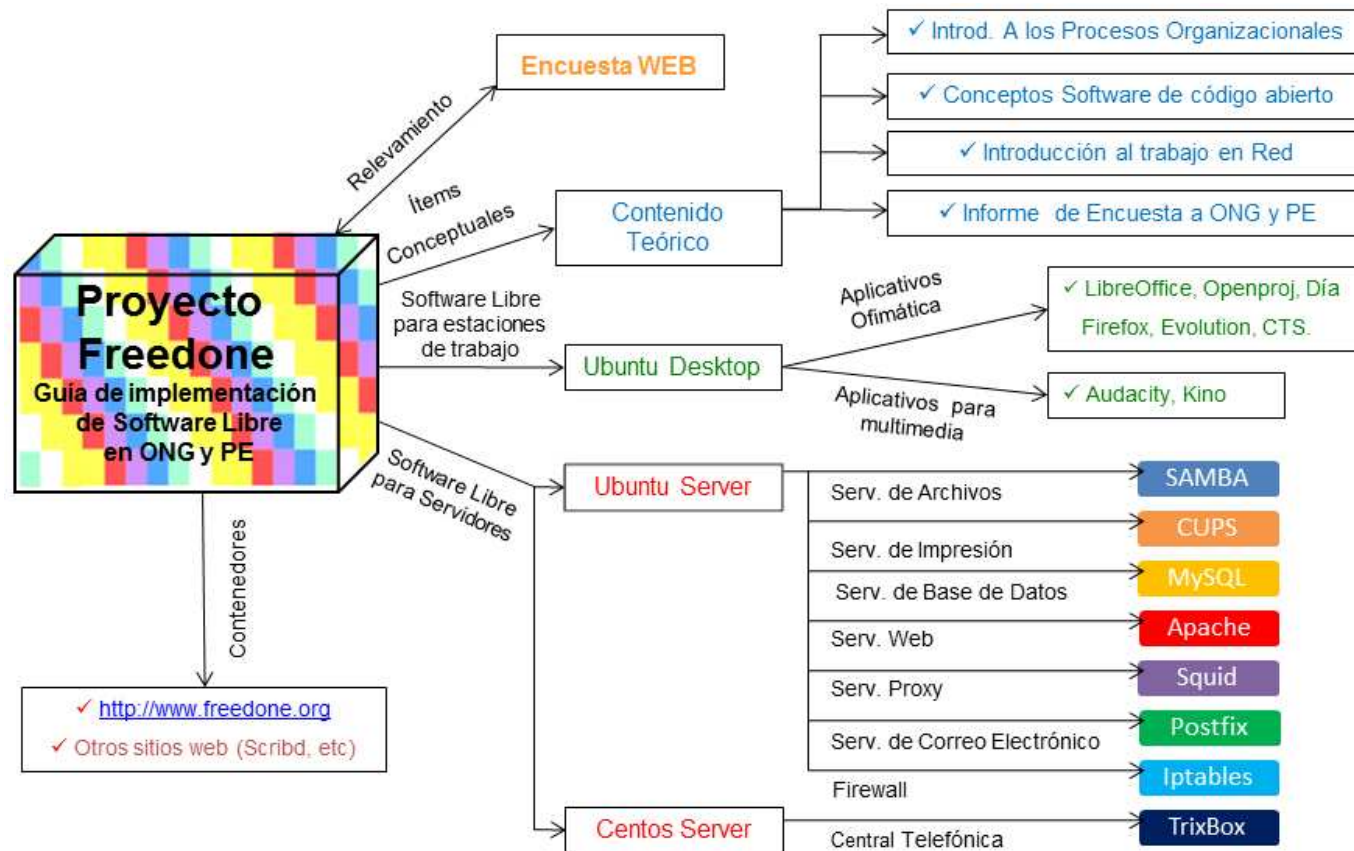 Proyecto
Freedone
Guía de implementación
de Software Libre
en ONG y PE
Relevamiento
Encuesta WEB
Ítems
Conceptuales
Contenido
Teórico
✓ Introd. A los Procesos Organizacionales
✓ Conceptos Software de código abierto
✓ Introducción al trabajo en Red
✓ Informe de Encuesta a ONG y PE
Software Libre
para estaciones
de trabajo
Ubuntu Desktop
Aplicativos
Ofimática
✓ LibreOffice, Openproj, Día
Firefox, Evolution, CTS.
Aplicativos para
multimedia
✓ Audacity, Kino
Software Libre
para Servidores
Ubuntu Server
Serv. de Archivos
SAMBA
Serv. de Impresión
CUPS
Serv. de Base de Datos
MySQL
Serv. Web
Apache
Serv. Proxy
Squid
Serv. de Correo Electrónico
Postfix
Firewall
Iptables
Centos Server
Central Telefónica
TrixBox
Contenedores
✓ http://www.freedone.org
✓ Otros sitios web (Scribd, etc)